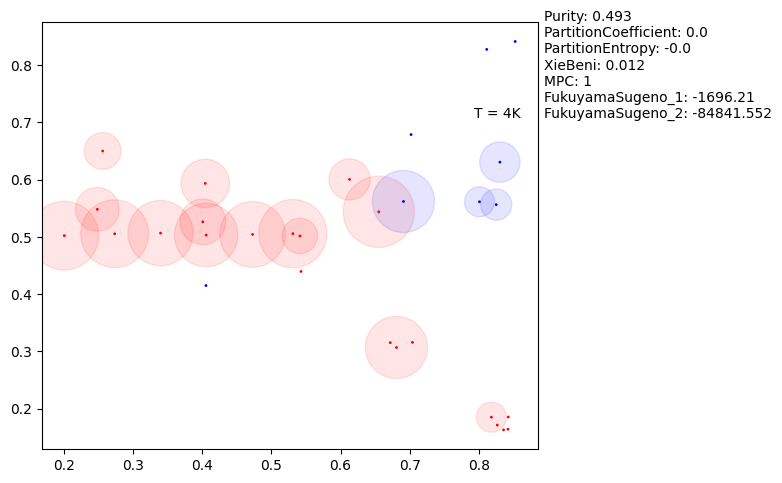 Purity: 0.493
PartitionCoefficient: 0.0
PartitionEntropy: -0.0
XieBeni: 0.012
MPC: 1
FukuyamaSugeno_1: -1696.21
FukuyamaSugeno_2: -84841.552
T = 4K
0.8
0.7
0.6
0.5
0.4
0.3
0.2
0.2 0.3 0.4 0.5 0.6 0.7 0.8